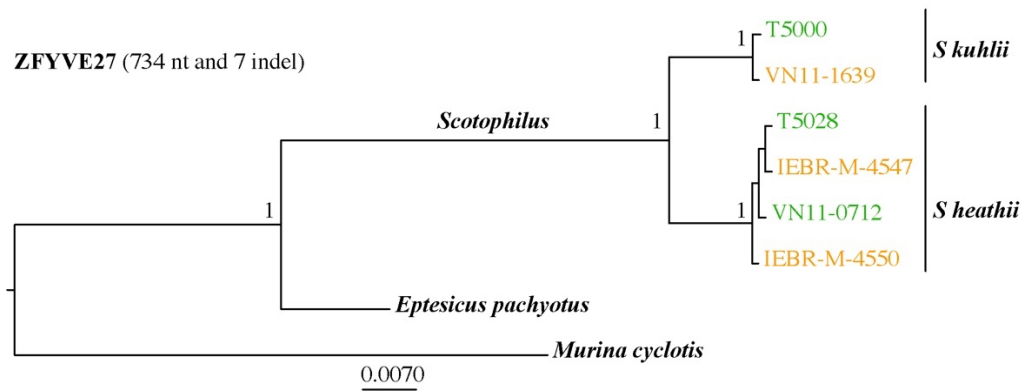 ZFYVE27 (734 nt and 7 indel)
1
T5000
S kuhlii
VN11-1639
Scotophilus
1
T5028
IEBR-M-4547
1
1
VN11-0712
S heathii
IEBR-M-4550
Eptesicus pachyotus
Murina cyclotis
0.0070